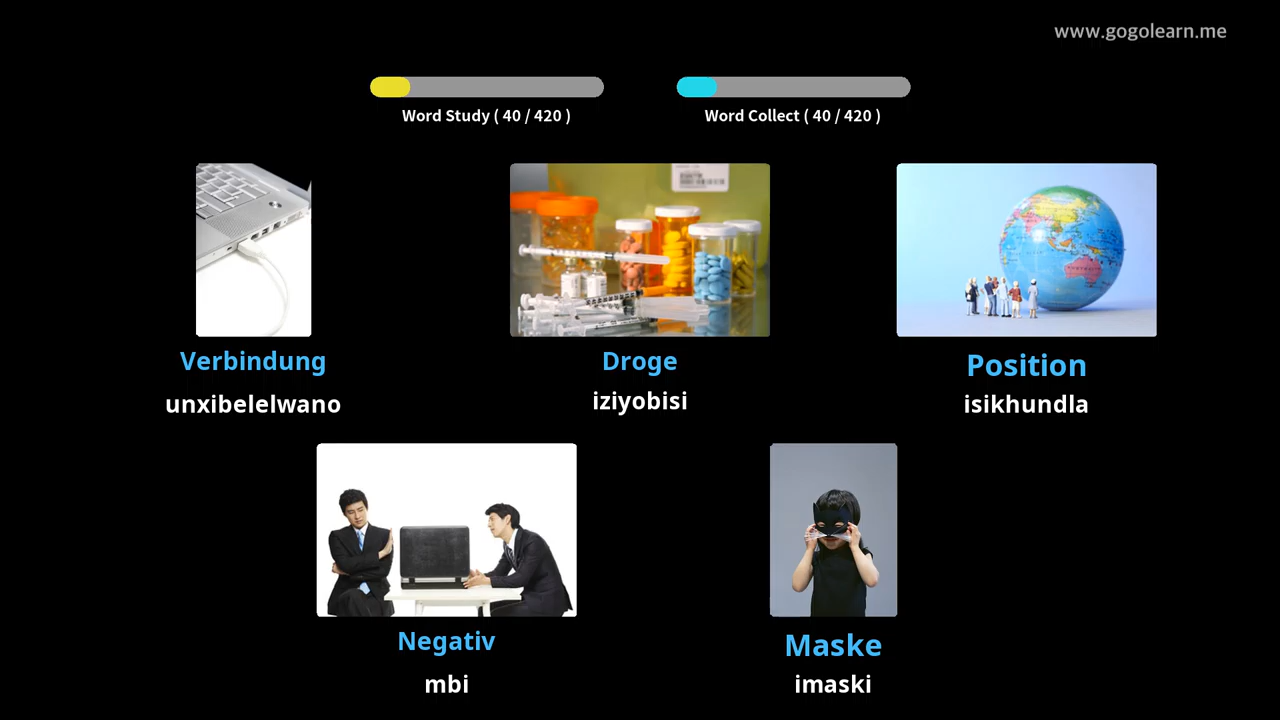 www.gogolearn.me
Word Study ( 40 / 420 )
Word Collect ( 40 / 420 )
Verbindung
unxibelelwano
Droge
iziyobisi
Position
isikhundla
Negativ
mbi
Maske
imaski